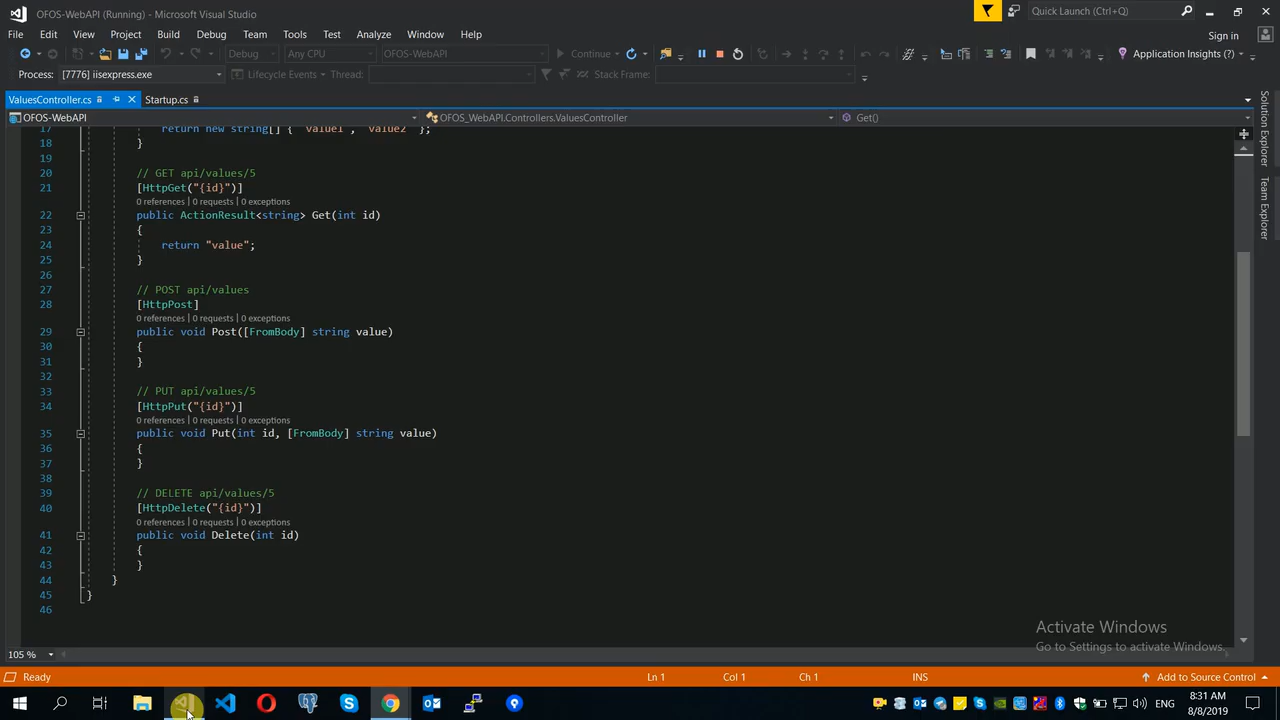 OFOS-WebAPI (Running) - Microsoft Visual Studio
Quick Launch (Ctrl+Q)
File Edit View Project Build Debug Team Tools Test Analyze Window Help
Sign in
Debug Any CPU OFOS-WebAPI Continue Application Insights (?)
Process: [7776] iisexpress.exe Lifecycle Events Thread: Stack Frame:
ValuesController.cs Startup.cs
OFOS-WebAPI OFOS_WebAPI.Controllers.ValuesController Get()
Solution Explorer
Team Explorer
17 return new string[] { "value1", "value2" };
18 }
19
20 // GET api/values/5
21 [HttpGet("{id}")]
0 references | 0 requests | 0 exceptions
22 public ActionResult<string> Get(int id)
23 {
24 return "value";
25 }
26
27 // POST api/values
28 [HttpPost]
0 references | 0 requests | 0 exceptions
29 public void Post([FromBody] string value)
30 {
31 }
32
33 // PUT api/values/5
34 [HttpPut("{id}")]
0 references | 0 requests | 0 exceptions
35 public void Put(int id, [FromBody] string value)
36 {
37 }
38
39 // DELETE api/values/5
40 [HttpDelete("{id}")]
0 references | 0 requests | 0 exceptions
41 public void Delete(int id)
42 {
43 }
44 }
45 }
46
Activate Windows
Go to Settings to activate Windows.
105 %
Ready Ln 1 Col 1 Ch 1 INS Add to Source Control
ENG
8:31 AM
8/8/2019